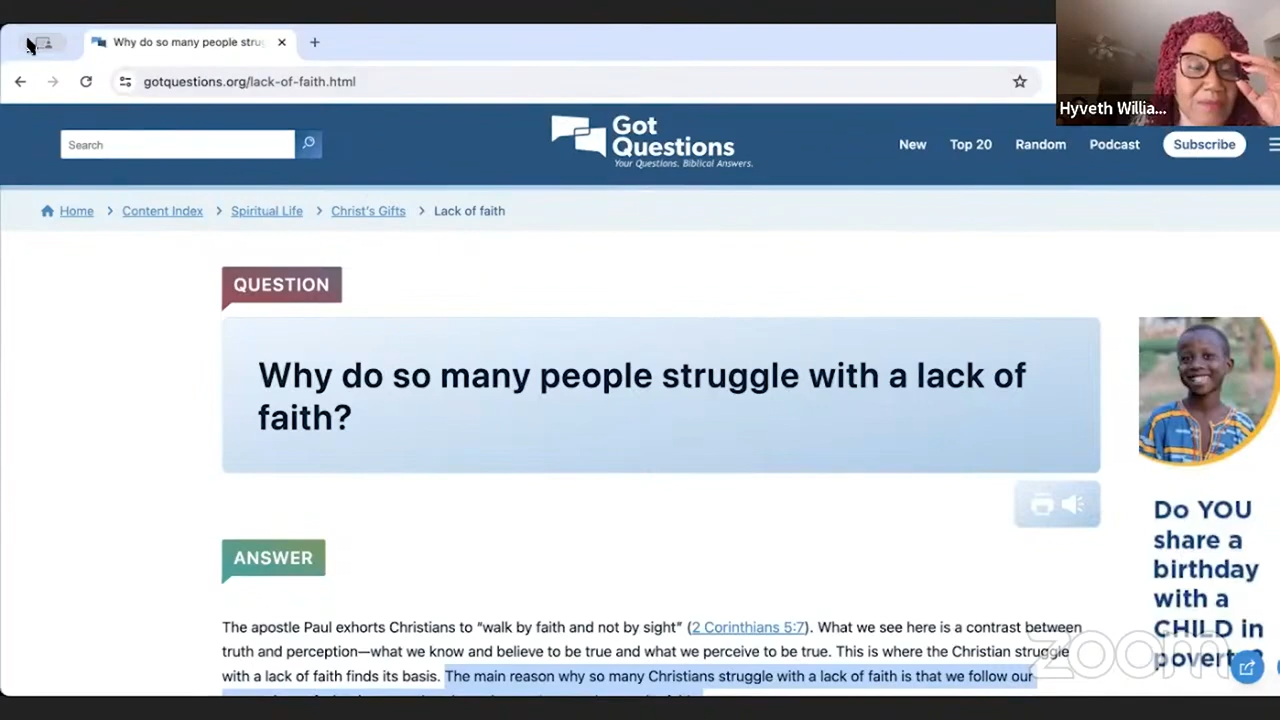 Why do so many people strug
gotquestions.org/lack-of-faith.html
Hyveth Willia...
Search
Got
Questions
Your Questions. Biblical Answers.
New
Top 20
Random
Podcast
Subscribe
Home > Content Index > Spiritual Life > Christ's Gifts > Lack of faith
QUESTION
Why do so many people struggle with a lack of
faith?
ANSWER
Do YOU
share a
birthday
with a
CHILD in
poverty?
The apostle Paul exhorts Christians to “walk by faith and not by sight” (2 Corinthians 5:7). What we see here is a contrast between
truth and perception—what we know and believe to be true and what we perceive to be true. This is where the Christian struggle
with a lack of faith finds its basis. The main reason why so many Christians struggle with a lack of faith is that we follow our
zoom